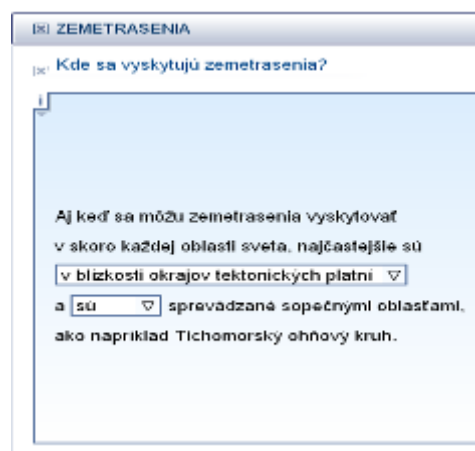 ZEMETRASENIA
Kde sa vyskytujú zemetrasenia?
Aj keď sa môžu zemetrasenia vyskytovať
v skoro každej oblasti sveta, najčastejšie sú
v blízkosti okrajov tektonických platní
a sú sprevádzané sopečnými oblasťami,
ako napríklad Tichomorský ohňový kruh.